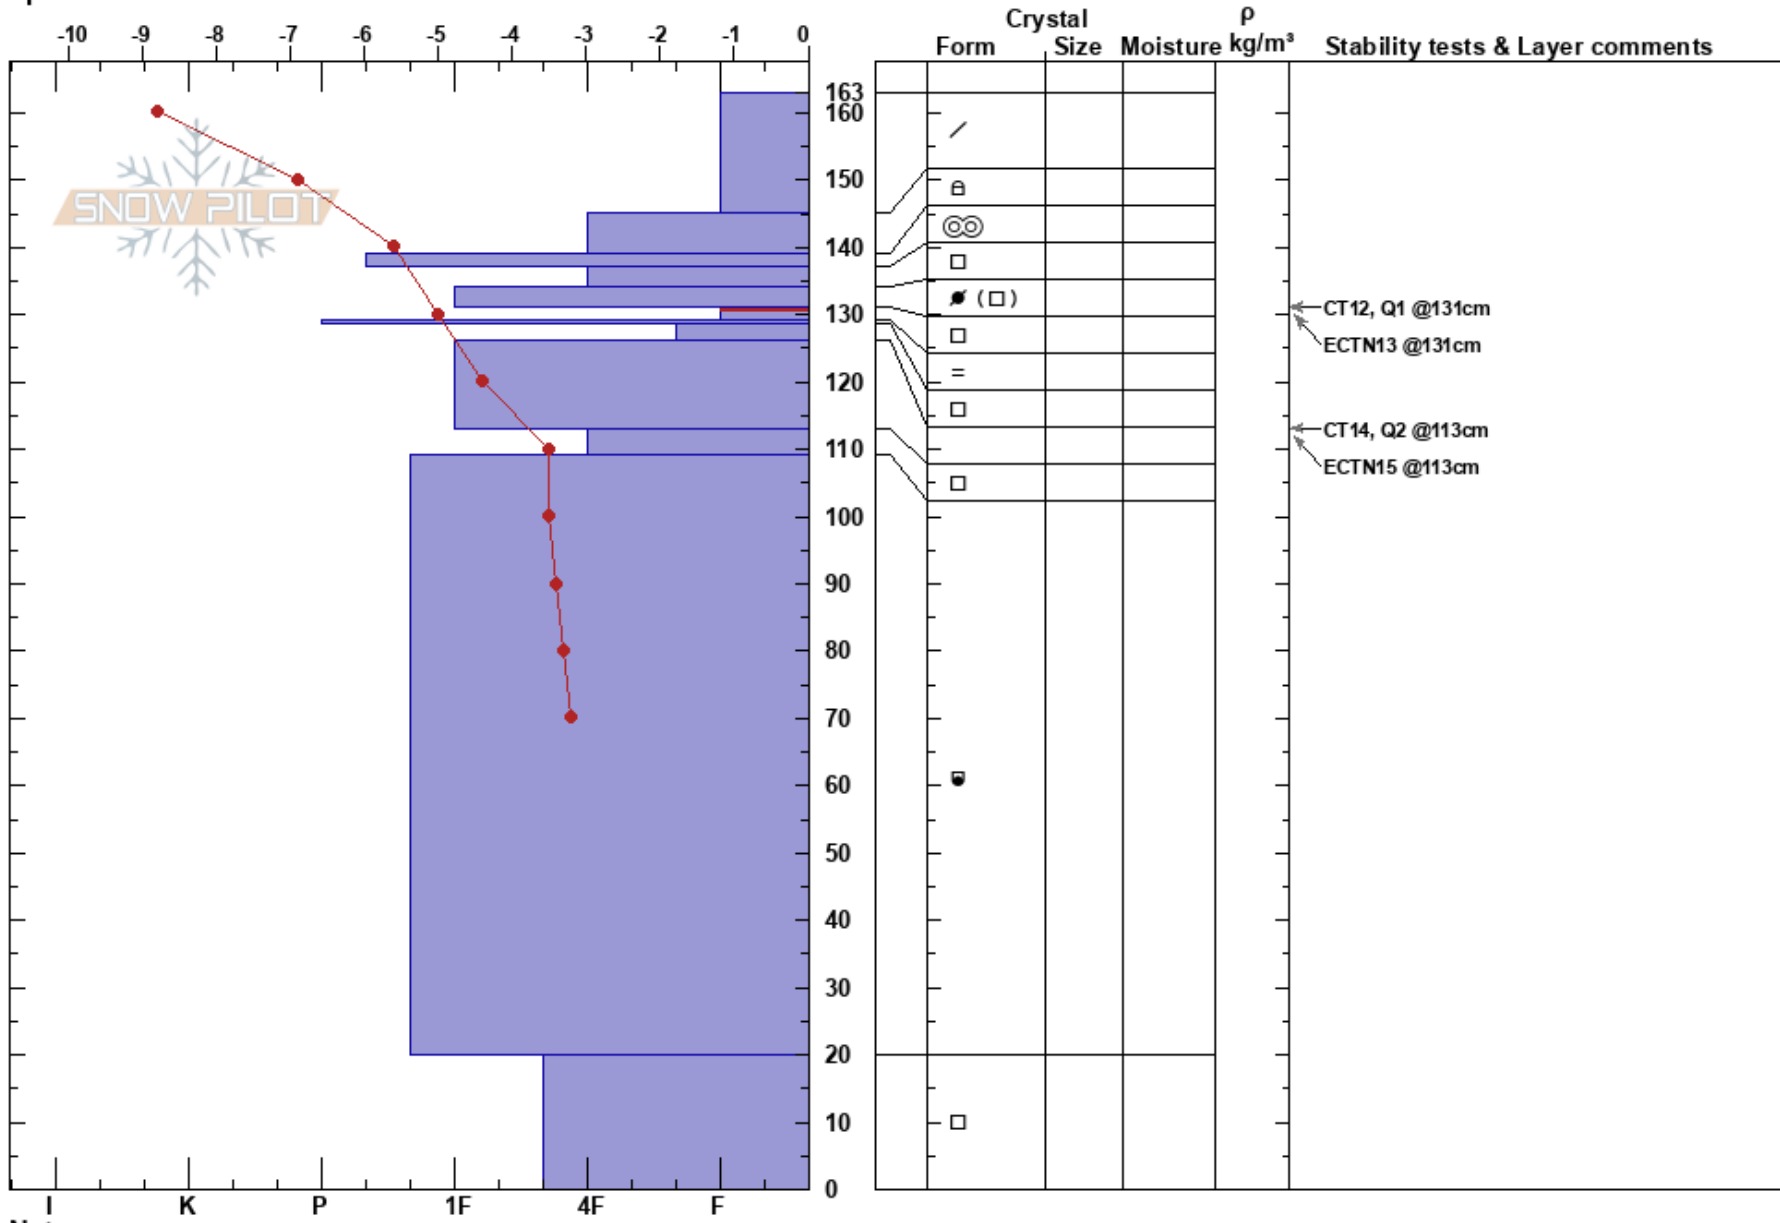 Crystal ρ
-10 -9 -8 -7 -6 -5 -4 -3 -2 -1 0
Form Size Moisture kg/m³ Stability tests & Layer comments
163
160
SNOW PILOT
150
140
130
CT12, Q1 @131cm
ECTN13 @131cm
120
CT14, Q2 @113cm
110
ECTN15 @113cm
100
90
80
70
60
50
40
30
20
10
0
I K P 1F 4F F